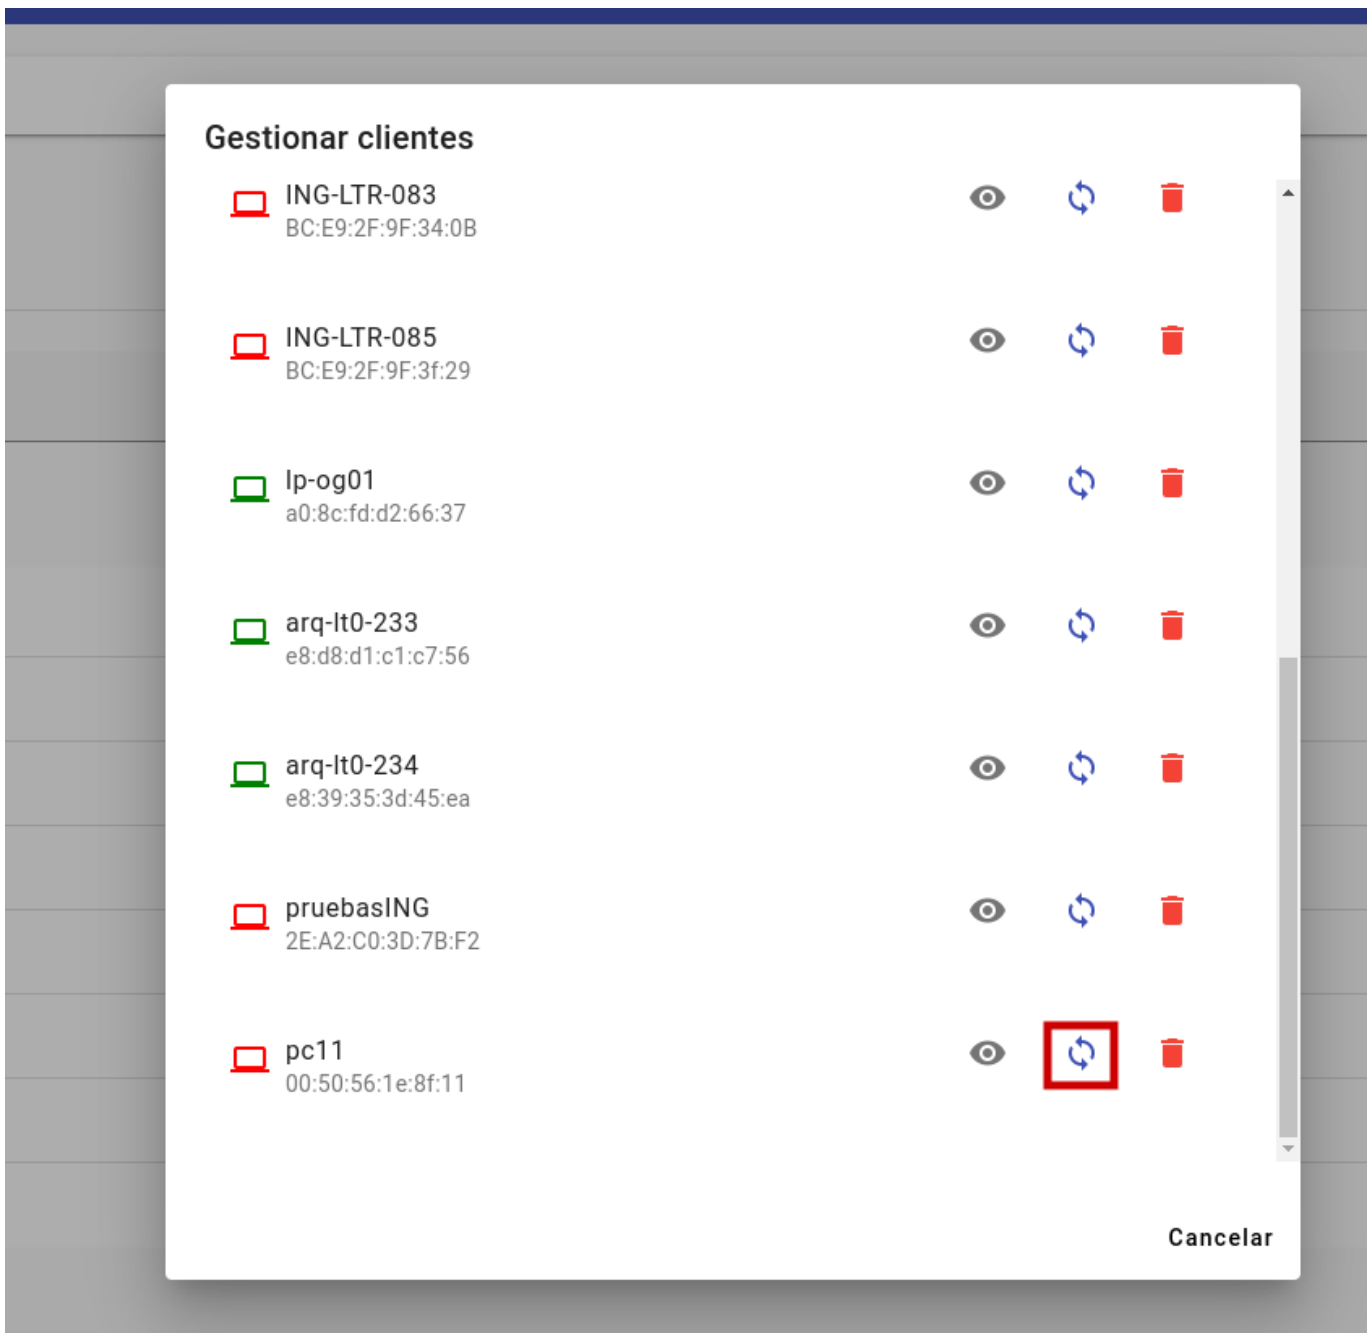 Gestionar clientes
ING-LTR-083
BC:E9:2F:9F:34:0B
ING-LTR-085
BC:E9:2F:9F:3f:29
lp-og01
a0:8c:fd:d2:66:37
arq-lt0-233
e8:d8:d1:c1:c7:56
arq-lt0-234
e8:39:35:3d:45:ea
pruebasING
2E:A2:C0:3D:7B:F2
pc11
00:50:56:1e:8f:11
Cancelar